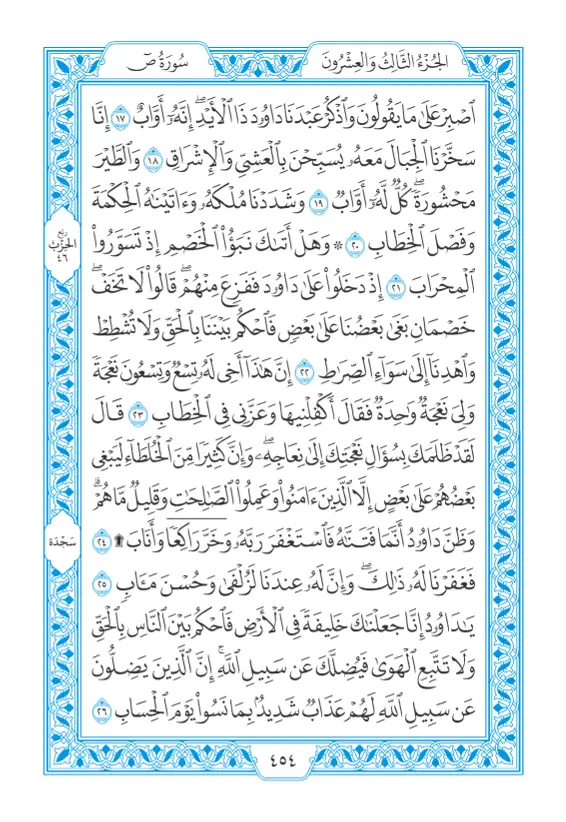 الجُزْءُ الثَّالِثُ وَالعِشْرُونَ
سُورَةُ صٓ
ٱصْبِرْ عَلَىٰ مَا يَقُولُونَ وَٱذْكُرْ عَبْدَنَا دَاوُۥدَ ذَا ٱلْأَيْدِۖ إِنَّهُۥٓ أَوَّابٌ ١٧ إِنَّا
سَخَّرْنَا ٱلْجِبَالَ مَعَهُۥ يُسَبِّحْنَ بِٱلْعَشِيِّ وَٱلْإِشْرَاقِ ١٨ وَٱلطَّيْرَ
مَحْشُورَةًۖ كُلٌّ لَّهُۥٓ أَوَّابٌ ١٩ وَشَدَدْنَا مُلْكَهُۥ وَءَاتَيْنَٰهُ ٱلْحِكْمَةَ
وَفَصْلَ ٱلْخِطَابِ ٢٠ ۞ وَهَلْ أَتَىٰكَ نَبَؤُا۟ ٱلْخَصْمِ إِذْ تَسَوَّرُوا۟
ٱلْمِحْرَابَ ٢١ إِذْ دَخَلُوا۟ عَلَىٰ دَاوُۥدَ فَفَزِعَ مِنْهُمْۖ قَالُوا۟ لَا تَخَفْۖ
خَصْمَانِ بَغَىٰ بَعْضُنَا عَلَىٰ بَعْضٍ فَٱحْكُم بَيْنَنَا بِٱلْحَقِّ وَلَا تُشْطِطْ
وَٱهْدِنَآ إِلَىٰ سَوَآءِ ٱلصِّرَٰطِ ٢٢ إِنَّ هَٰذَآ أَخِى لَهُۥ تِسْعٌ وَتِسْعُونَ نَعْجَةً
وَلِىَ نَعْجَةٌ وَٰحِدَةٌ فَقَالَ أَكْفِلْنِيهَا وَعَزَّنِى فِى ٱلْخِطَابِ ٢٣ قَالَ
لَقَدْ ظَلَمَكَ بِسُؤَالِ نَعْجَتِكَ إِلَىٰ نِعَاجِهِۦۖ وَإِنَّ كَثِيرًا مِّنَ ٱلْخُلَطَآءِ لَيَبْغِى
بَعْضُهُمْ عَلَىٰ بَعْضٍ إِلَّا ٱلَّذِينَ ءَامَنُوا۟ وَعَمِلُوا۟ ٱلصَّٰلِحَٰتِ وَقَلِيلٌ مَّا هُمْۗ
وَظَنَّ دَاوُۥدُ أَنَّمَا فَتَنَّٰهُ فَٱسْتَغْفَرَ رَبَّهُۥ وَخَرَّ رَاكِعًا وَأَنَابَ ۩ ٢٤
فَغَفَرْنَا لَهُۥ ذَٰلِكَۖ وَإِنَّ لَهُۥ عِندَنَا لَزُلْفَىٰ وَحُسْنَ مَـَٔابٍ ٢٥
يَٰدَاوُۥدُ إِنَّا جَعَلْنَٰكَ خَلِيفَةً فِى ٱلْأَرْضِ فَٱحْكُم بَيْنَ ٱلنَّاسِ بِٱلْحَقِّ
وَلَا تَتَّبِعِ ٱلْهَوَىٰ فَيُضِلَّكَ عَن سَبِيلِ ٱللَّهِۚ إِنَّ ٱلَّذِينَ يَضِلُّونَ
عَن سَبِيلِ ٱللَّهِ لَهُمْ عَذَابٌ شَدِيدٌۢ بِمَا نَسُوا۟ يَوْمَ ٱلْحِسَابِ ٢٦
رُبْع
الحِزْب
٤٦
سَجْدَة
٤٥٤